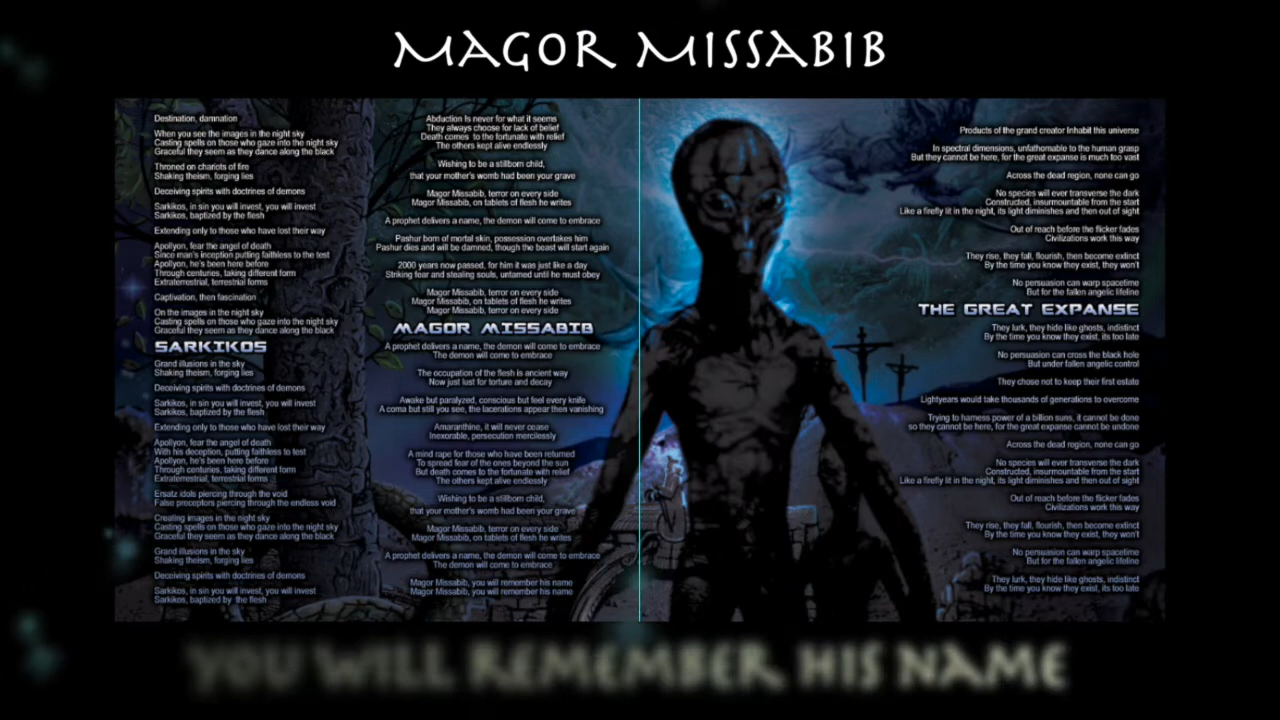 MAGOR MISSABIB
Destination, damnation
When you see the images in the night sky
Casting spells on those who gaze into the night sky
Graceful they seem as they dance along the black
Throned on chariots of fire
Shaking theism, forging lies
Deceiving spirits with doctrines of demons
Sarkikos, in sin you will invest, you will invest
Sarkikos, baptized by the flesh
Extending only to those who have lost their way
Apollyon, fear the angel of death
Since man's inception putting faithless to the test
Apollyon, he's been here before
Through centuries, taking different form
Extraterrestrial, terrestrial forms
Captivation, then fascination
On the images in the night sky
Casting spells on those who gaze into the night sky
Graceful they seem as they dance along the black
SARKIKOS
Grand illusions in the sky
Shaking theism, forging lies
Deceiving spirits with doctrines of demons
Sarkikos, in sin you will invest, you will invest
Sarkikos, baptized by the flesh
Extending only to those who have lost their way
Apollyon, fear the angel of death
With his deception, putting faithless to test
Apollyon, he's been here before
Through centuries, taking different form
Extraterrestrial, terrestrial forms
Ersatz idols piercing through the void
False preceptors piercing through the endless void
Creating images in the night sky
Casting spells on those who gaze into the night sky
Graceful they seem as they dance along the black
Grand illusions in the sky
Shaking theism, forging lies
Deceiving spirits with doctrines of demons
Sarkikos, in sin you will invest, you will invest
Sarkikos, baptized by the flesh
Abduction Is never for what it seems
They always choose for lack of belief
Death comes to the fortunate with relief
The others kept alive endlessly
Wishing to be a stillborn child,
that your mother's womb had been your grave
Magor Missabib, terror on every side
Magor Missabib, on tablets of flesh he writes
A prophet delivers a name, the demon will come to embrace
Pashur born of mortal skin, possession overtakes him
Pashur dies and will be damned, though the beast will start again
2000 years now passed, for him it was just like a day
Striking fear and stealing souls, untamed until he must obey
Magor Missabib, terror on every side
Magor Missabib, on tablets of flesh he writes
Magor Missabib, terror on every side
MAGOR MISSABIB
A prophet delivers a name, the demon will come to embrace
The demon will come to embrace
The occupation of the flesh is ancient way
Now just lust for torture and decay
Awake but paralyzed, conscious but feel every knife
A coma but still you see, the lacerations appear then vanishing
Amaranthine, it will never cease
Inexorable, persecution mercilessly
A mind rape for those who have been returned
To spread fear of the ones beyond the sun
But death comes to the fortunate with relief
The others kept alive endlessly
Wishing to be a stillborn child,
that your mother's womb had been your grave
Magor Missabib, terror on every side
Magor Missabib, on tablets of flesh he writes
A prophet delivers a name, the demon will come to embrace
The demon will come to embrace
Magor Missabib, you will remember his name
Magor Missabib, you will remember his name
Products of the grand creator Inhabit this universe
In spectral dimensions, unfathomable to the human grasp
But they cannot be here, for the great expanse is much too vast
Across the dead region, none can go
No species will ever transverse the dark
Constructed, insurmountable from the start
Like a firefly lit in the night, its light diminishes and then out of sight
Out of reach before the flicker fades
Civilizations work this way
They rise, they fall, flourish, then become extinct
By the time you know they exist, they won't
No persuasion can warp spacetime
But for the fallen angelic lifeline
THE GREAT EXPANSE
They lurk, they hide like ghosts, indistinct
By the time you know they exist, its too late
No persuasion can cross the black hole
But under fallen angelic control
They chose not to keep their first estate
Lightyears would take thousands of generations to overcome
Trying to harness power of a billion suns, it cannot be done
so they cannot be here, for the great expanse cannot be undone
Across the dead region, none can go
No species will ever transverse the dark
Constructed, insurmountable from the start
Like a firefly lit in the night, its light diminishes and then out of sight
Out of reach before the flicker fades
Civilizations work this way
They rise, they fall, flourish, then become extinct
By the time you know they exist, they won't
No persuasion can warp spacetime
But for the fallen angelic lifeline
They lurk, they hide like ghosts, indistinct
By the time you know they exist, its too late
YOU WILL REMEMBER HIS NAME